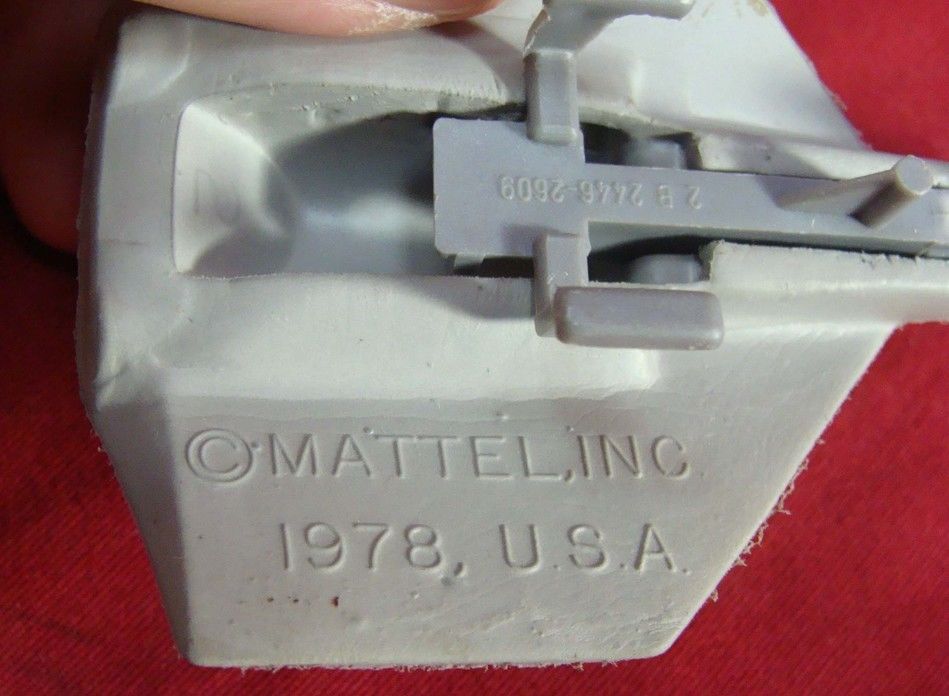 2 B 2446-2609
©MATTEL,INC.
1978, U.S.A.